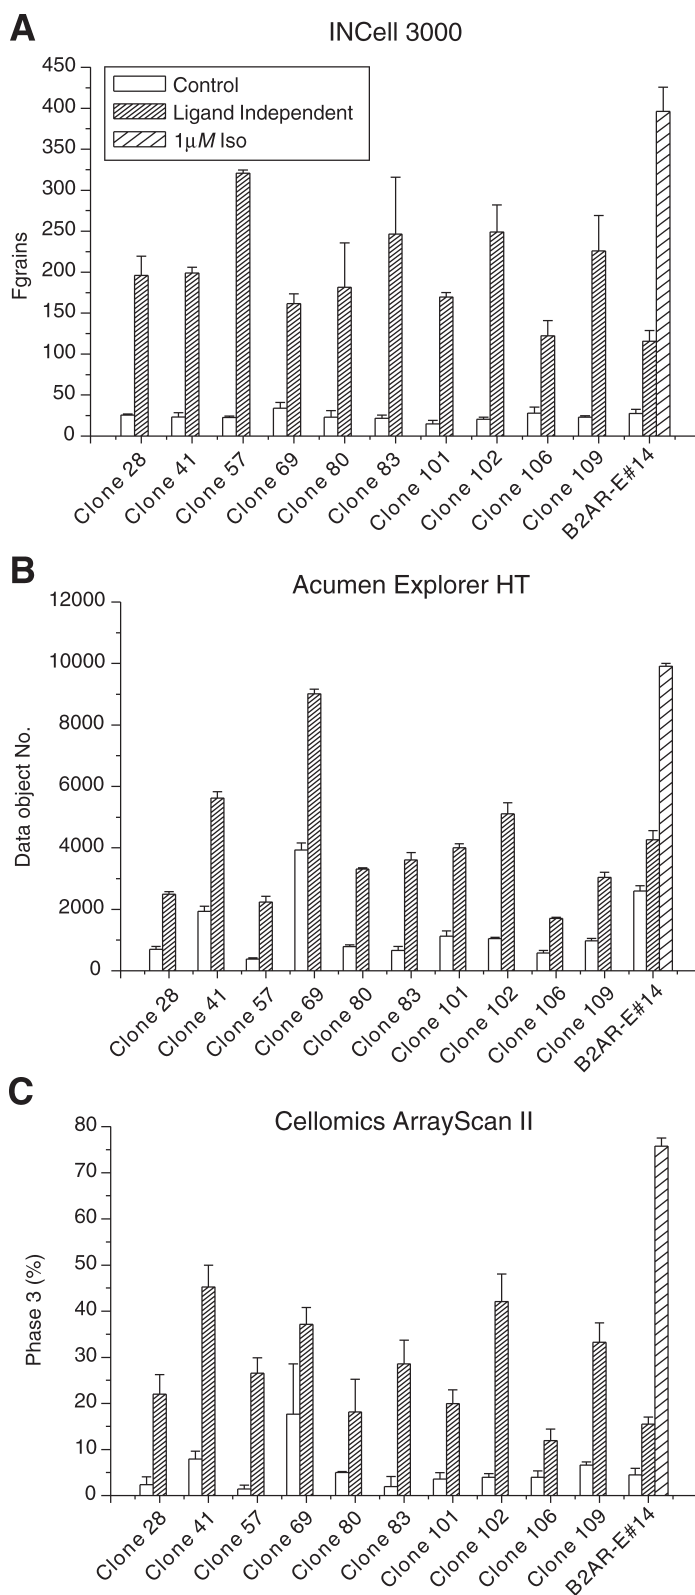 A
INCell 3000
Control
Ligand Independent
1μM Iso
Fgrains
450
400
350
300
250
200
150
100
50
0
Clone 28
Clone 41
Clone 57
Clone 69
Clone 80
Clone 83
Clone 101
Clone 102
Clone 106
Clone 109
B2AR-E#14
B
Acumen Explorer HT
Data object No.
12000
10000
8000
6000
4000
2000
0
Clone 28
Clone 41
Clone 57
Clone 69
Clone 80
Clone 83
Clone 101
Clone 102
Clone 106
Clone 109
B2AR-E#14
C
Cellomics ArrayScan II
Phase 3 (%)
80
70
60
50
40
30
20
10
0
Clone 28
Clone 41
Clone 57
Clone 69
Clone 80
Clone 83
Clone 101
Clone 102
Clone 106
Clone 109
B2AR-E#14